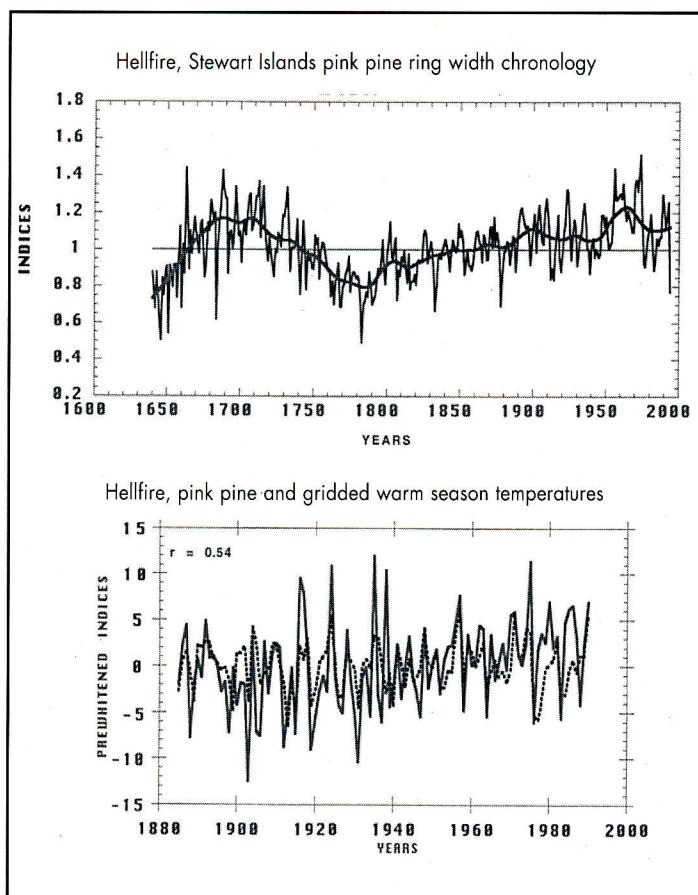 Hellfire, Stewart Islands pink pine ring width chronology
1.8
1.6
1.4
1.2
1
0.8
0.6
0.4
0.2
INDICES
1600 1650 1700 1750 1800 1850 1900 1950 2000
YEARS
Hellfire, pink pine and gridded warm season temperatures
15
r = 0.54
10
5
0
-5
-10
-15
PREWHITENED INDICES
1880 1900 1920 1940 1960 1980 2000
YEARS